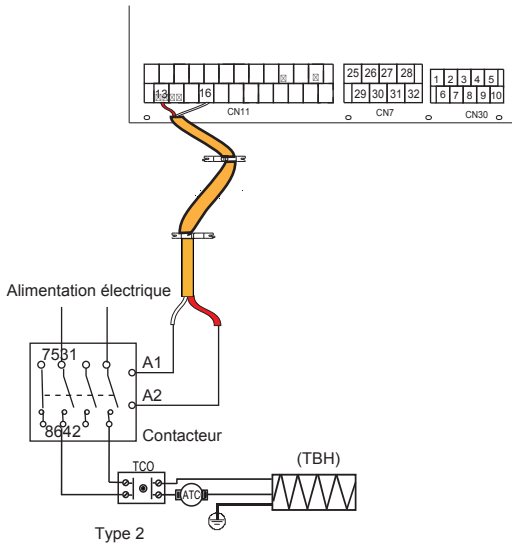 25 26 27 28
1 2 3 4 5
13 16
29 30 31 32
6 7 8 9 10
CN11
CN7
CN30
Alimentation électrique
7531
A1
A2
8642
Contacteur
TCO
(TBH)
ATC
Type 2